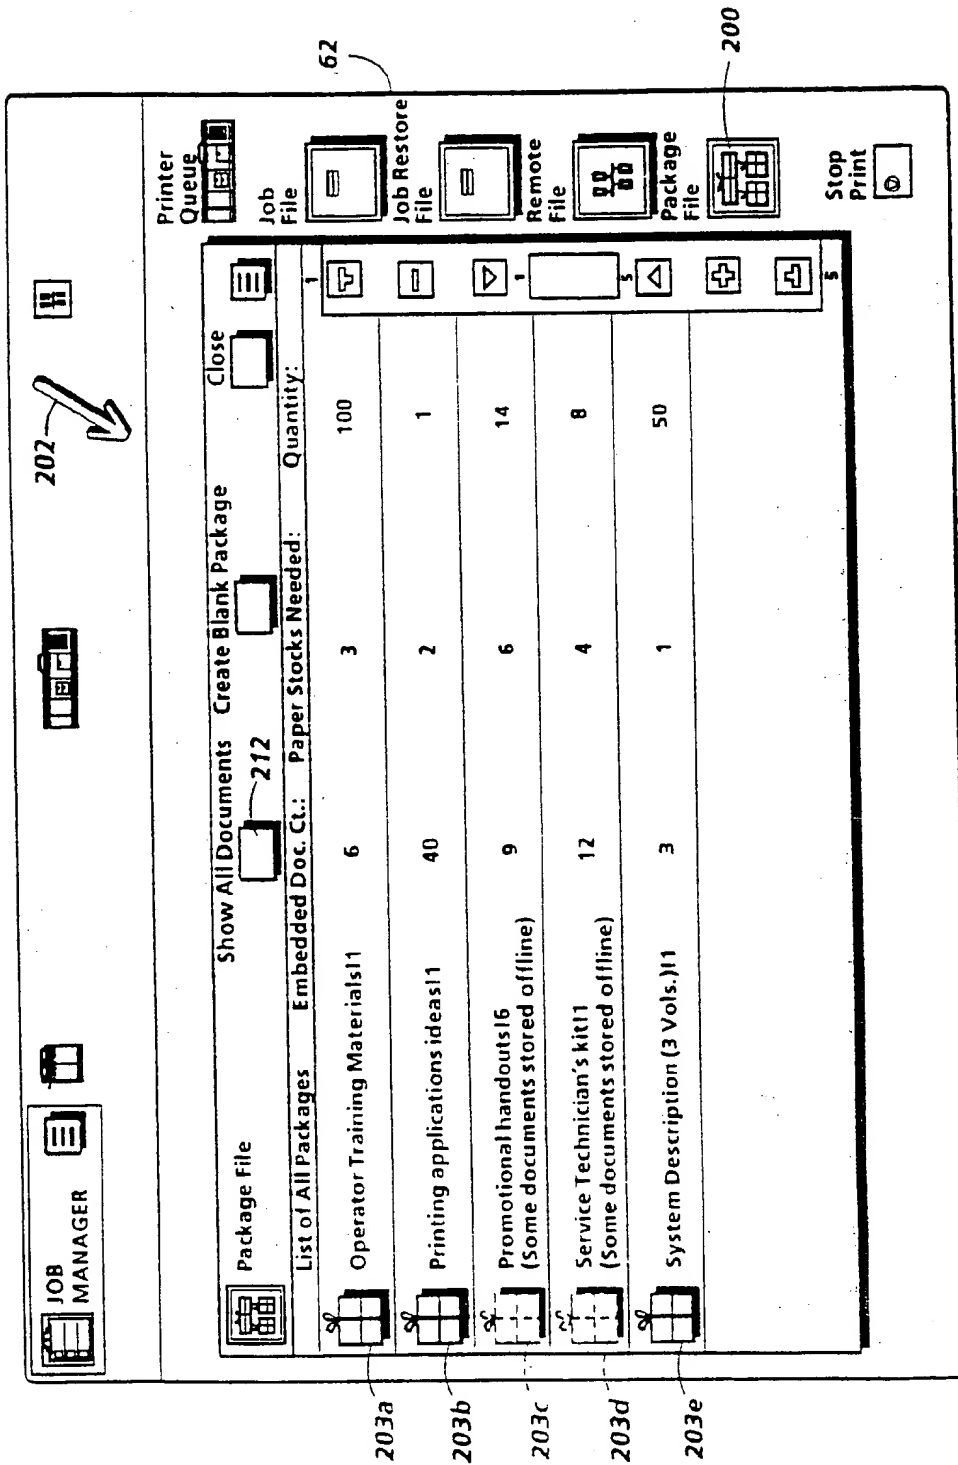 JOB
MANAGER
202
62
200
Printer
Queue
Job
File
Job Restore
File
Remote
File
Package
File
Stop
Print
Package File
Show All Documents
Create Blank Package
Close
212
List of All Packages Embedded Doc. Ct.: Paper Stocks Needed: Quantity:
203a Operator Training Materials!1 6 3 100
203b Printing applications ideas!1 40 2 1
203c Promotional handouts!6 9 6 14
(Some documents stored offline)
203d Service Technician's kit!1 12 4 8
(Some documents stored offline)
203e System Description (3 Vols.)!1 3 1 50
1
1
5
5